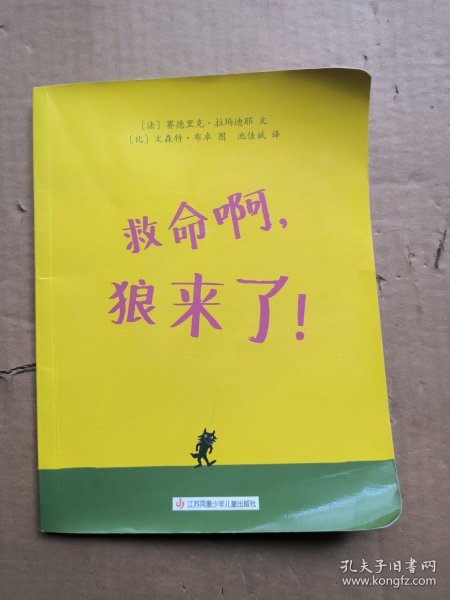 ［法］赛德里克·拉玛迪耶 文
［比］文森特·布卓 图 池佳斌 译
救命啊，
狼来了！
江苏凤凰少年儿童出版社
孔夫子旧书网
www.kongfz.com